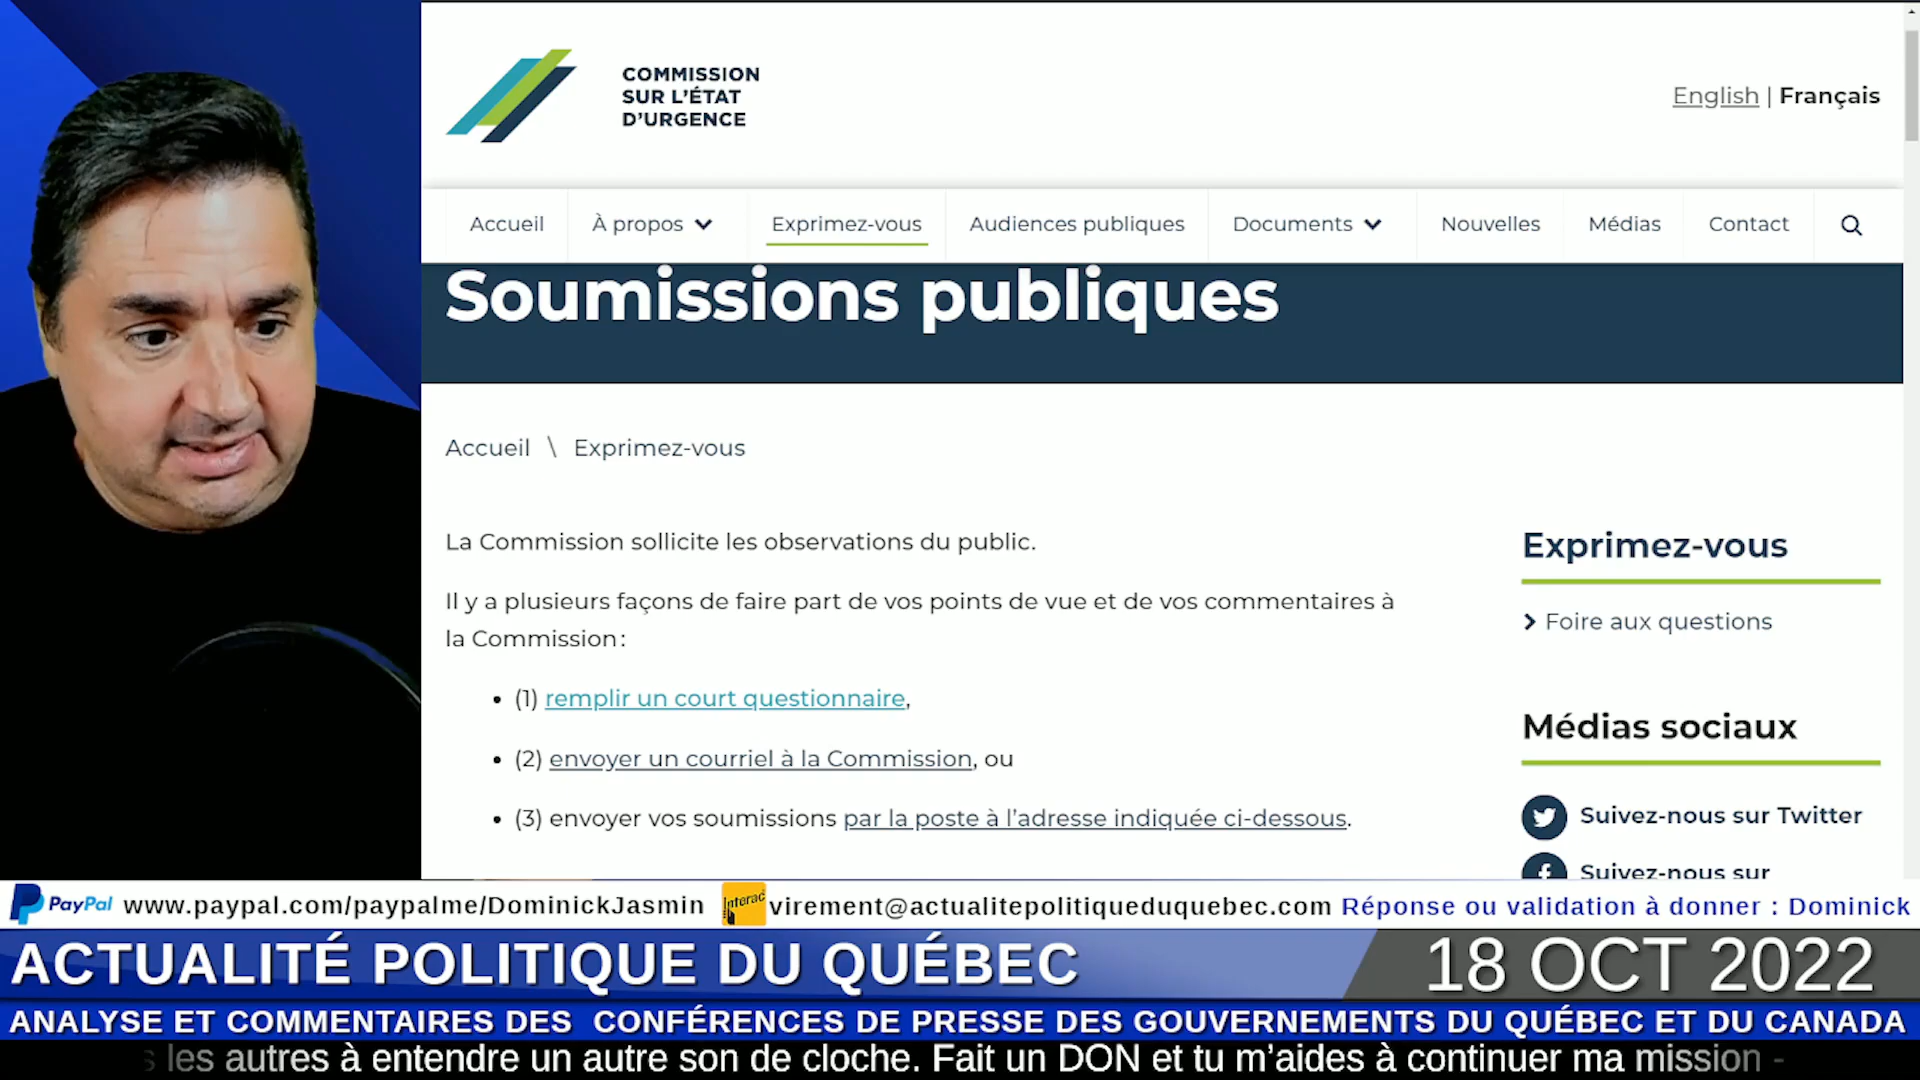 COMMISSION
SUR L'ÉTAT
D'URGENCE
English | Français
Accueil
À propos
Exprimez-vous
Audiences publiques
Documents
Nouvelles
Médias
Contact
Soumissions publiques
Accueil \ Exprimez-vous
La Commission sollicite les observations du public.
Il y a plusieurs façons de faire part de vos points de vue et de vos commentaires à
la Commission :
• (1) remplir un court questionnaire,
• (2) envoyer un courriel à la Commission, ou
• (3) envoyer vos soumissions par la poste à l'adresse indiquée ci-dessous.
Exprimez-vous
Foire aux questions
Médias sociaux
Suivez-nous sur Twitter
Suivez-nous sur
PayPal www.paypal.com/paypalme/DominickJasmin Interac virement@actualitepolitiqueduquebec.com Réponse ou validation à donner : Dominick
ACTUALITÉ POLITIQUE DU QUÉBEC
18 OCT 2022
ANALYSE ET COMMENTAIRES DES CONFÉRENCES DE PRESSE DES GOUVERNEMENTS DU QUÉBEC ET DU CANADA
les autres à entendre un autre son de cloche. Fait un DON et tu m'aides à continuer ma mission -